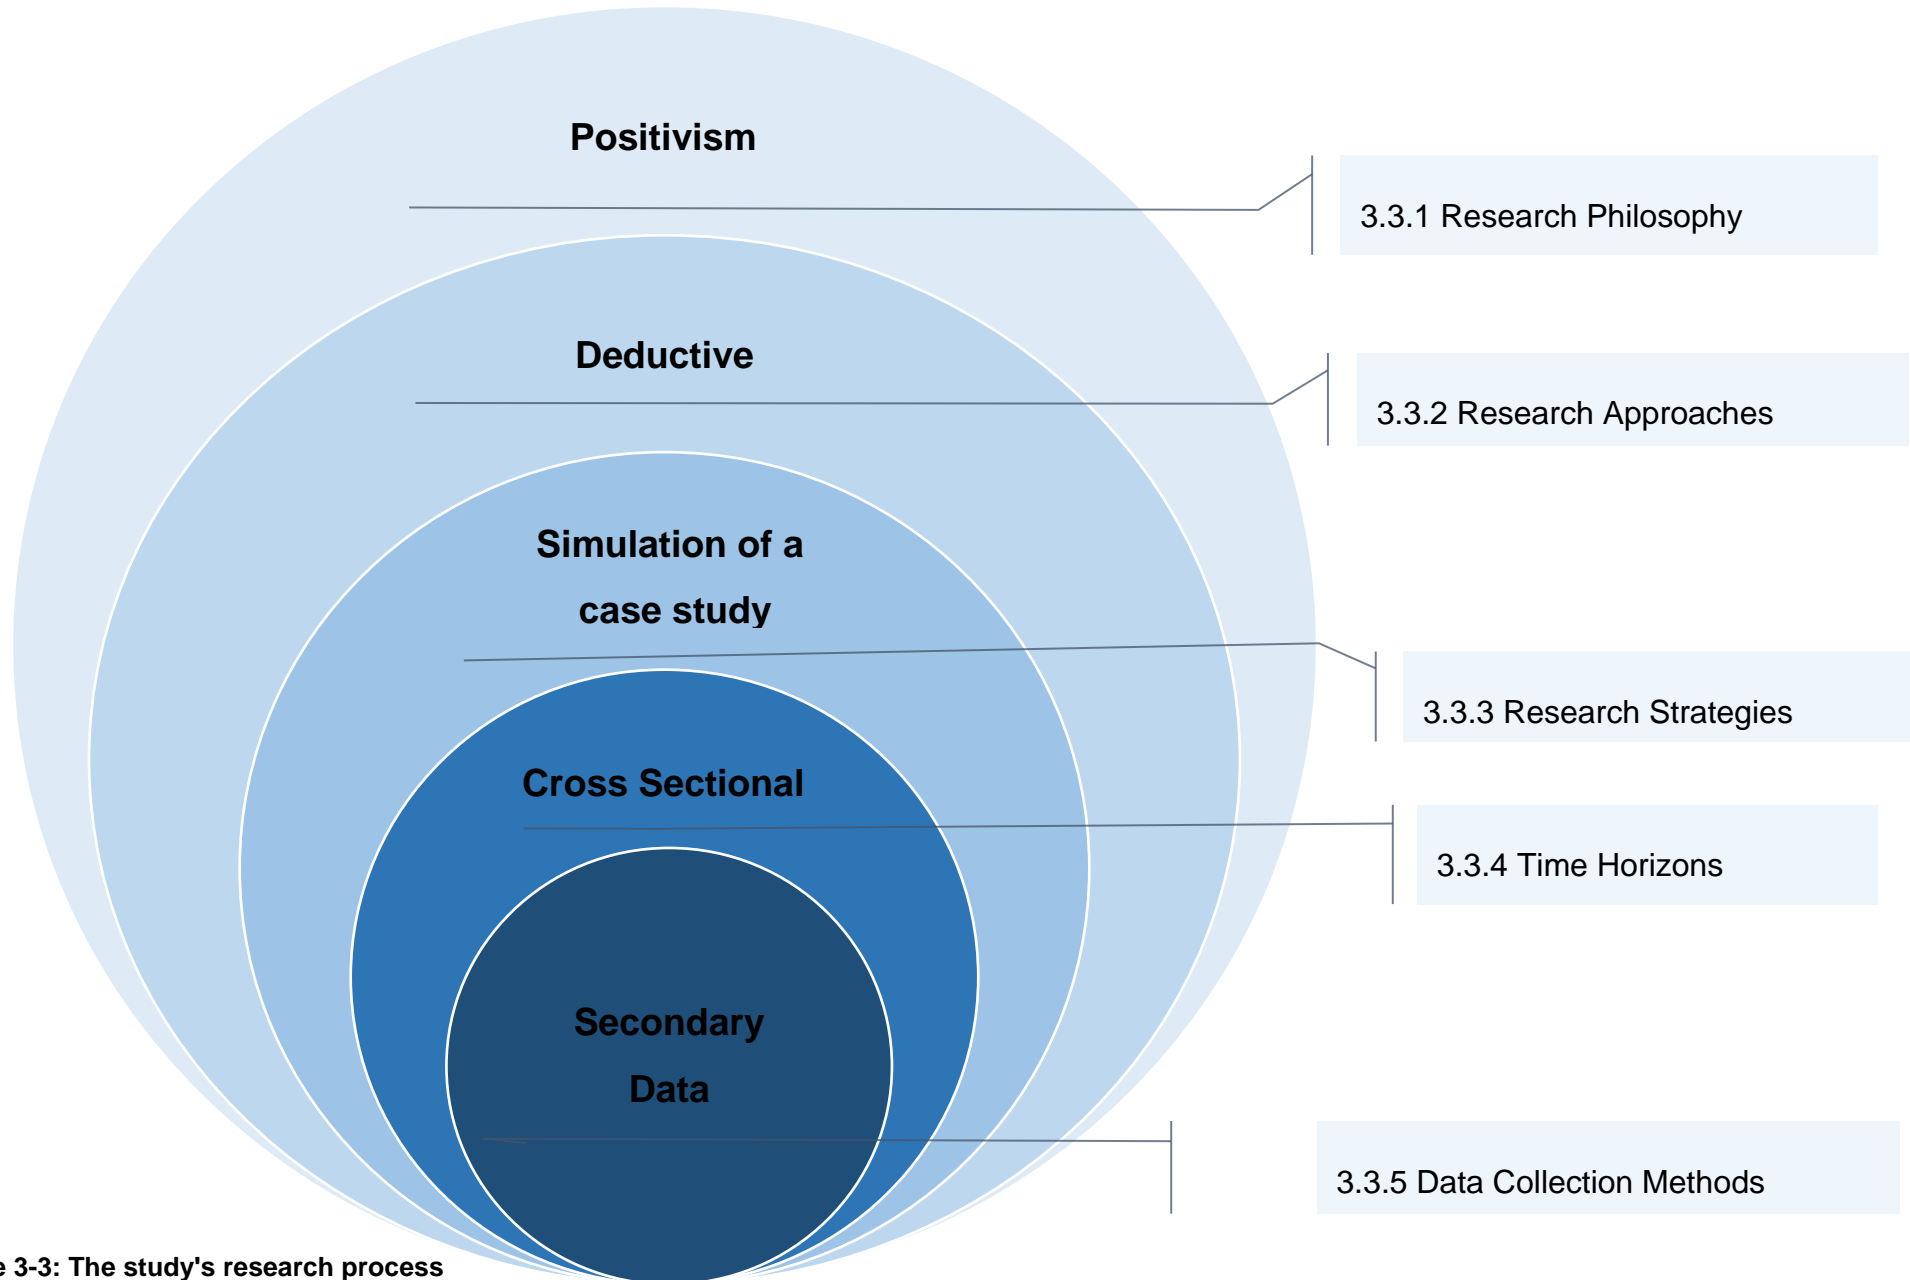 Positivism
3.3.1 Research Philosophy
Deductive
3.3.2 Research Approaches
Simulation of a
case study
3.3.3 Research Strategies
Cross Sectional
3.3.4 Time Horizons
Secondary
Data
3.3.5 Data Collection Methods
e 3-3: The study's research process